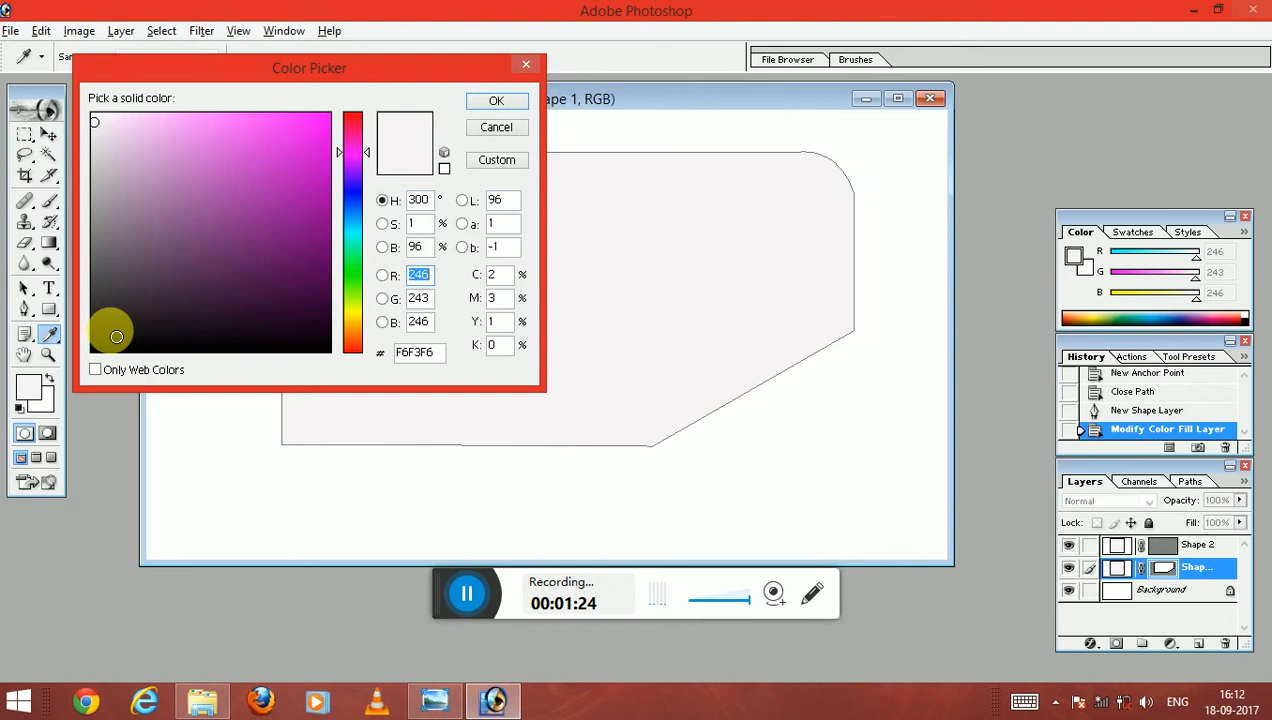 Adobe Photoshop
File Edit Image Layer Select Filter View Window Help
File Browser Brushes
Color Picker
ape 1, RGB)
Pick a solid color:
OK
Cancel
Custom
H: 300 ° L: 96
S: 1 % a: 1
B: 96 % b: -1
R: 246 C: 2 %
G: 243 M: 3 %
B: 246 Y: 1 %
K: 0 %
# F6F3F6
Only Web Colors
Color Swatches Styles
R 246
G 243
B 246
History Actions Tool Presets
New Anchor Point
Close Path
New Shape Layer
Modify Color Fill Layer
Layers Channels Paths
Normal Opacity: 100%
Lock: Fill: 100%
Shape 2
Shap...
Background
Recording...
00:01:24
ENG
16:12
18-09-2017